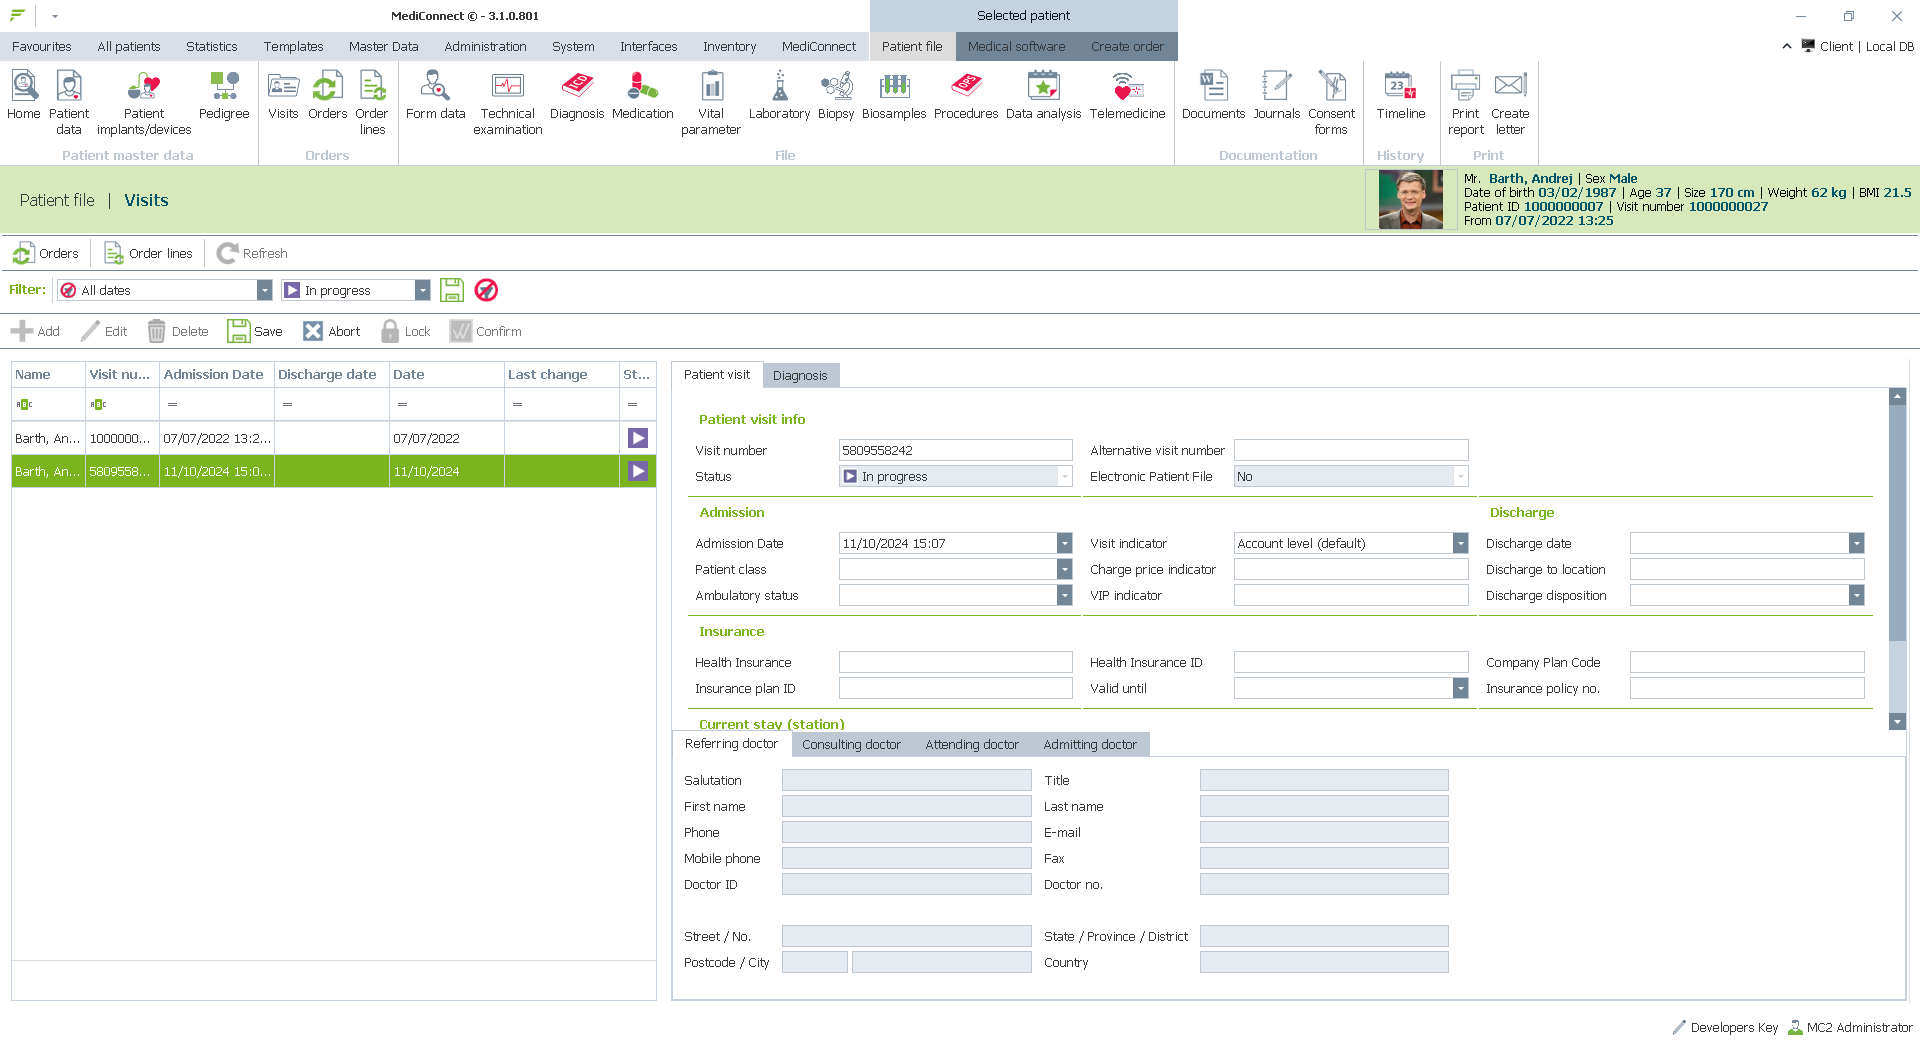 MediConnect © - 3.1.0.801
Selected patient
Favourites All patients Statistics Templates Master Data Administration System Interfaces Inventory MediConnect Patient file Medical software Create order
Client | Local DB
Home Patient data Patient implants/devices Pedigree Visits Orders Order lines Form data Technical examination Diagnosis Medication Vital parameter Laboratory Biopsy Biosamples Procedures Data analysis Telemedicine Documents Journals Consent forms Timeline Print report Create letter
Patient master data Orders File Documentation History Print
Patient file | Visits
Mr. Barth, Andrej | Sex Male
Date of birth 03/02/1987 | Age 37 | Size 170 cm | Weight 62 kg | BMI 21.5
Patient ID 1000000007 | Visit number 1000000027
From 07/07/2022 13:25
Orders Order lines Refresh
Filter: All dates In progress
Add Edit Delete Save Abort Lock Confirm
Name Visit nu... Admission Date Discharge date Date Last change St...
Barth, An... 1000000... 07/07/2022 13:2... 07/07/2022
Barth, An... 5809558... 11/10/2024 15:0... 11/10/2024
Patient visit Diagnosis
Patient visit info
Visit number 5809558242 Alternative visit number
Status In progress Electronic Patient File No
Admission Discharge
Admission Date 11/10/2024 15:07 Visit indicator Account level (default) Discharge date
Patient class Charge price indicator Discharge to location
Ambulatory status VIP indicator Discharge disposition
Insurance
Health Insurance Health Insurance ID Company Plan Code
Insurance plan ID Valid until Insurance policy no.
Current stay (station)
Referring doctor Consulting doctor Attending doctor Admitting doctor
Salutation Title
First name Last name
Phone E-mail
Mobile phone Fax
Doctor ID Doctor no.
Street / No. State / Province / District
Postcode / City Country
Developers Key MC2 Administrator